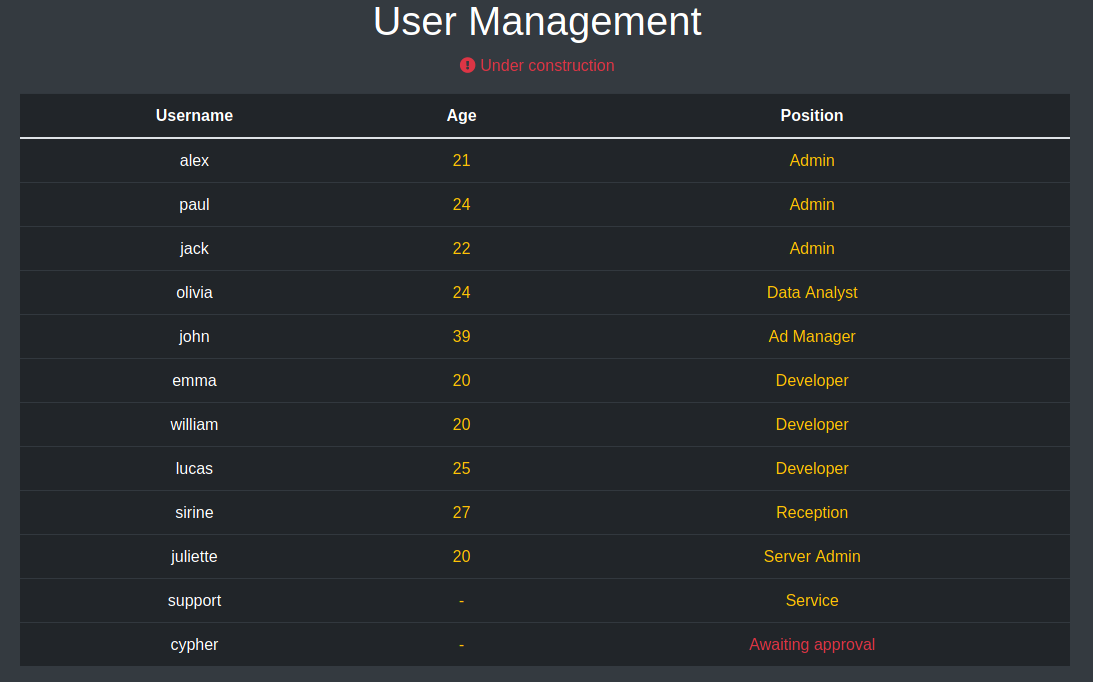 User Management
Under construction
Username Age Position
alex 21 Admin
paul 24 Admin
jack 22 Admin
olivia 24 Data Analyst
john 39 Ad Manager
emma 20 Developer
william 20 Developer
lucas 25 Developer
sirine 27 Reception
juliette 20 Server Admin
support - Service
cypher - Awaiting approval